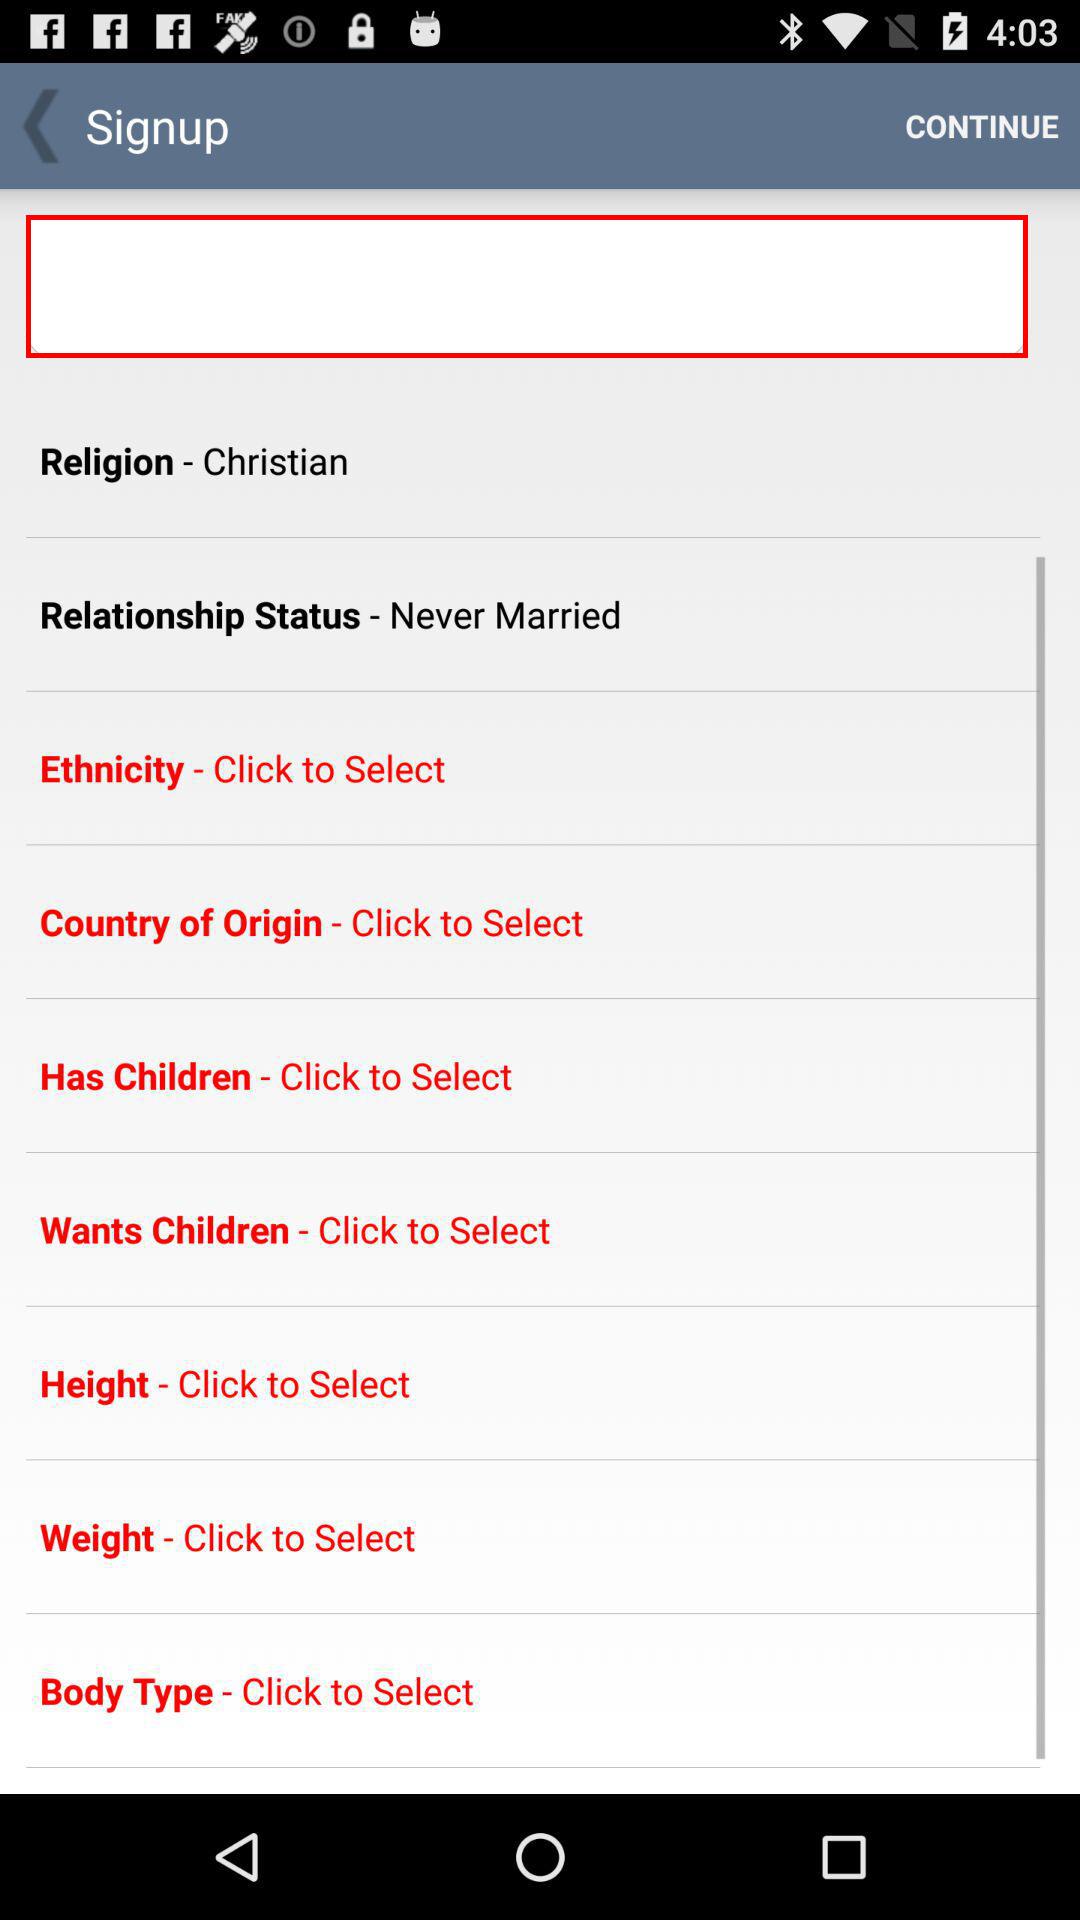 FAKE
4:03
Signup
CONTINUE
Religion - Christian
Relationship Status - Never Married
Ethnicity - Click to Select
Country of Origin - Click to Select
Has Children - Click to Select
Wants Children - Click to Select
Height - Click to Select
Weight - Click to Select
Body Type - Click to Select